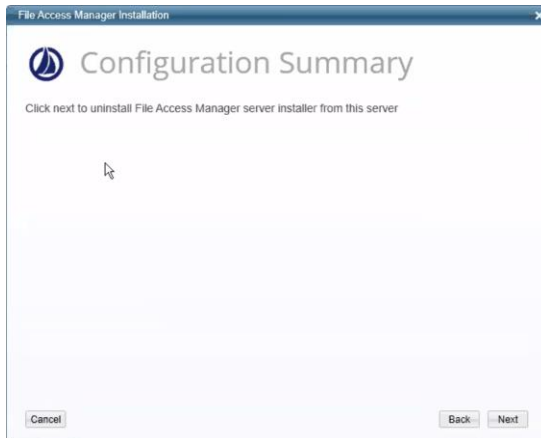 File Access Manager Installation
Configuration Summary
Click next to uninstall File Access Manager server installer from this server
Cancel
Back
Next